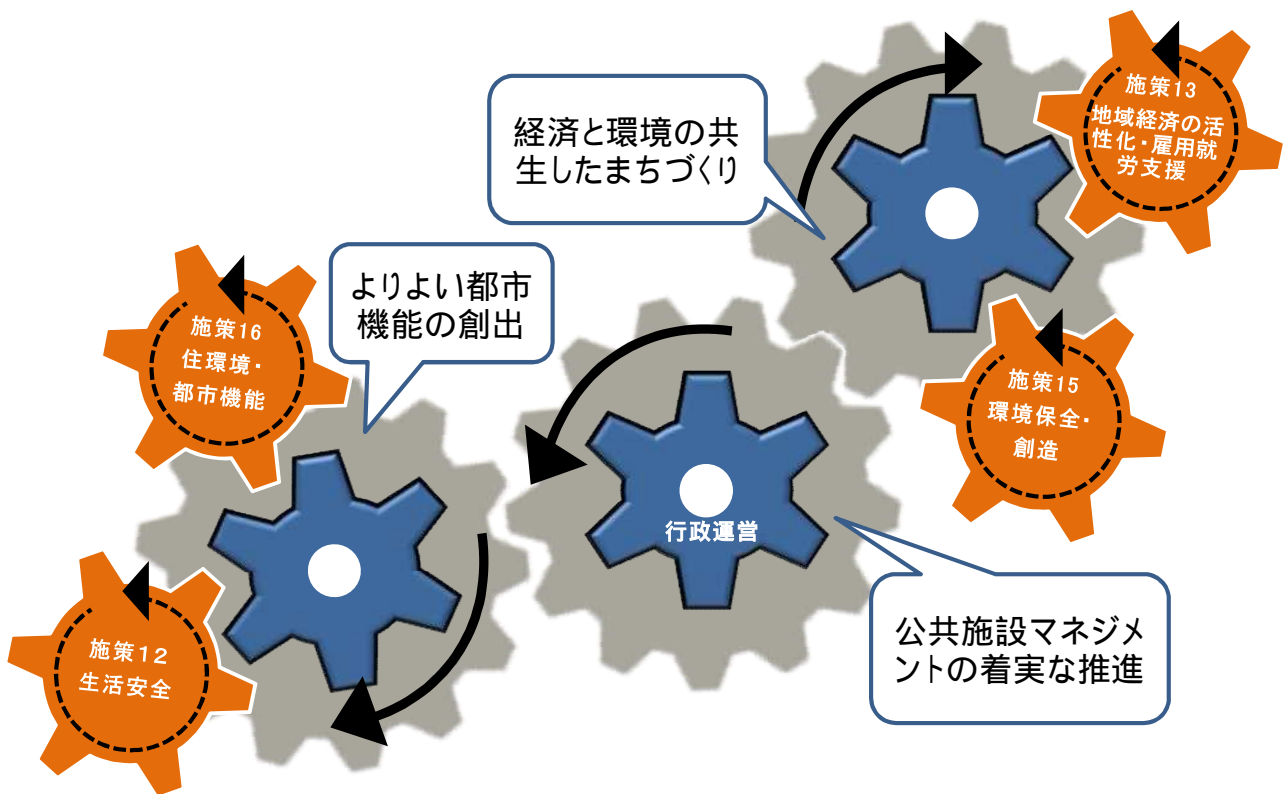 経済と環境の共
生したまちづくり
施策13
地域経済の活
性化・雇用就
労支援
よりよい都市
機能の創出
施策16
住環境・
都市機能
施策15
環境保全・
創造
行政運営
公共施設マネジメ
ントの着実な推進
施策12
生活安全